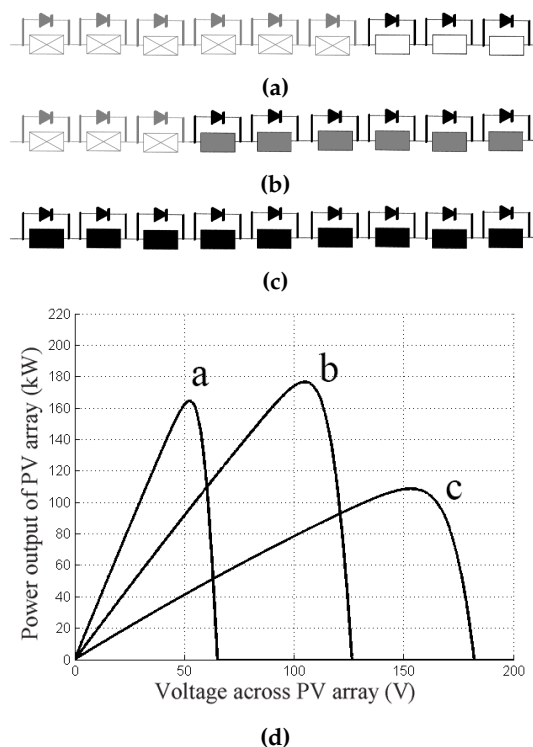 (a)
(b)
(c)
Power output of PV array (kW)
220
200
180
160
140
120
100
80
60
40
20
0
a
b
c
0
50
100
150
200
Voltage across PV array (V)
(d)